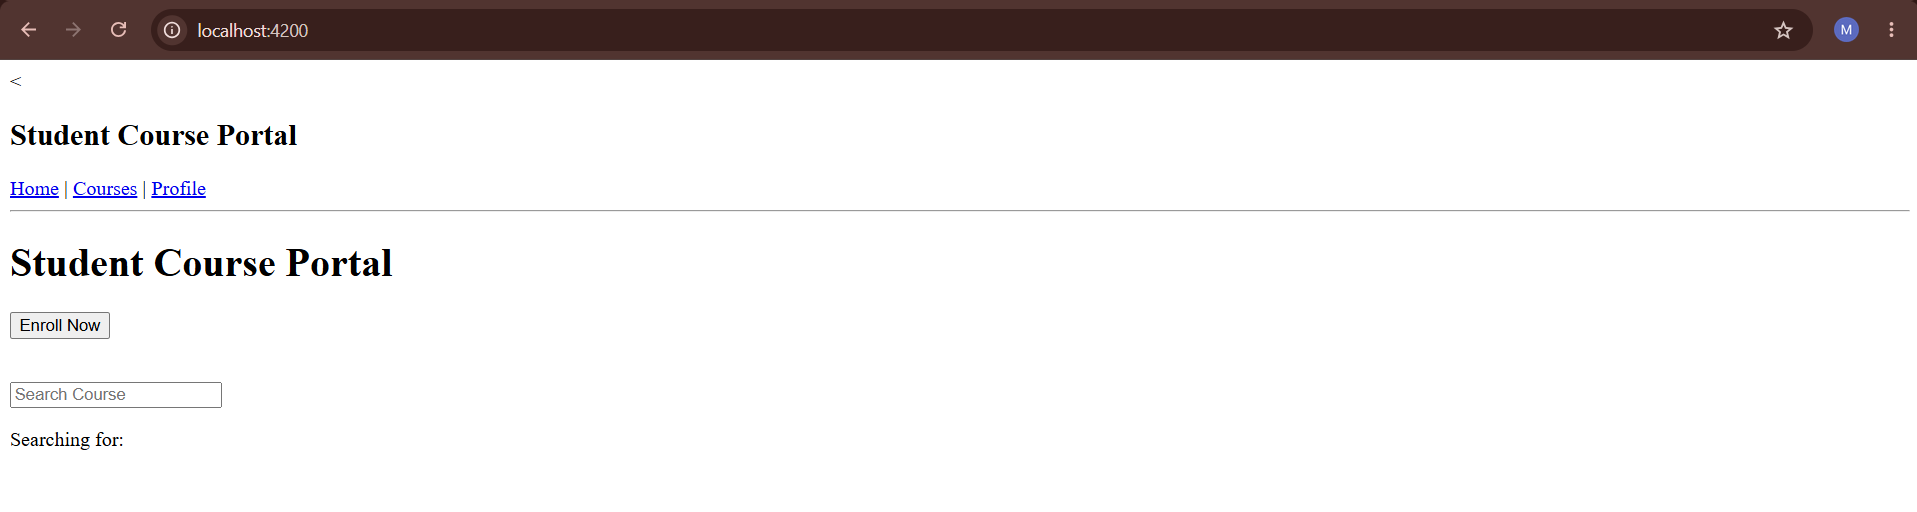 localhost:4200
M
<
Student Course Portal
Home | Courses | Profile
Student Course Portal
Enroll Now
Search Course
Searching for: